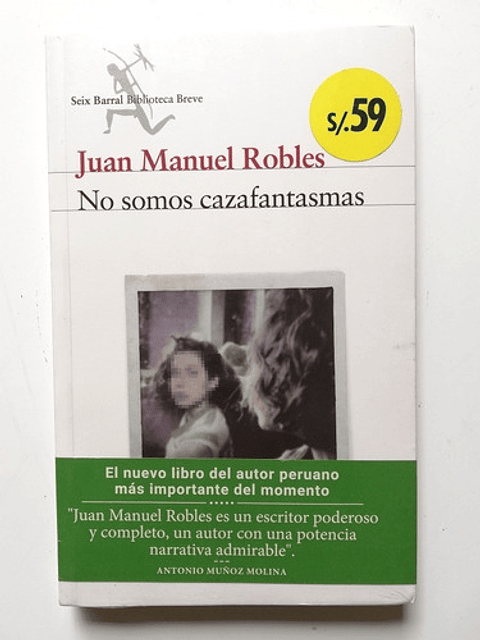 Seix Barral Biblioteca Breve
S/.59
Juan Manuel Robles
No somos cazafantasmas
El nuevo libro del autor peruano
más importante del momento
"Juan Manuel Robles es un escritor poderoso
y completo, un autor con una potencia
narrativa admirable".
ANTONIO MUÑOZ MOLINA